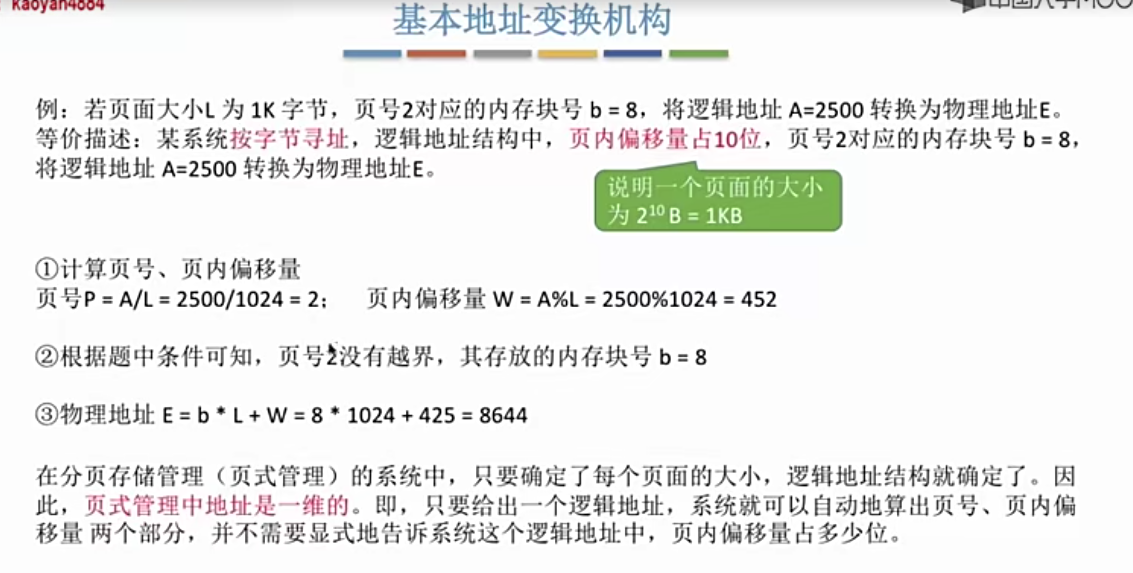 kaoyan4884
基本地址变换机构
例：若页面大小L 为 1K 字节，页号2对应的内存块号 b = 8，将逻辑地址 A=2500 转换为物理地址E。
等价描述：某系统按字节寻址，逻辑地址结构中，页内偏移量占10位，页号2对应的内存块号 b = 8，
将逻辑地址 A=2500 转换为物理地址E。
说明一个页面的大小
为 2¹⁰ B = 1KB
①计算页号、页内偏移量
页号P = A/L = 2500/1024 = 2； 页内偏移量 W = A%L = 2500%1024 = 452
②根据题中条件可知，页号2没有越界，其存放的内存块号 b = 8
③物理地址 E = b * L + W = 8 * 1024 + 425 = 8644
在分页存储管理（页式管理）的系统中，只要确定了每个页面的大小，逻辑地址结构就确定了。因
此，页式管理中地址是一维的。即，只要给出一个逻辑地址，系统就可以自动地算出页号、页内偏
移量 两个部分，并不需要显式地告诉系统这个逻辑地址中，页内偏移量占多少位。